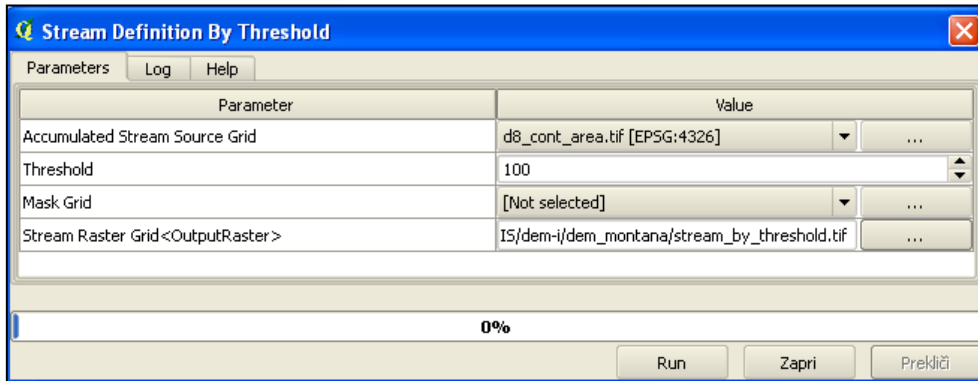 Stream Definition By Threshold
Parameters Log Help
Parameter Value
Accumulated Stream Source Grid d8_cont_area.tif [EPSG:4326] ...
Threshold 100
Mask Grid [Not selected] ...
Stream Raster Grid<OutputRaster> IS/dem-i/dem_montana/stream_by_threshold.tif ...
0%
Run Zapri Prekliči